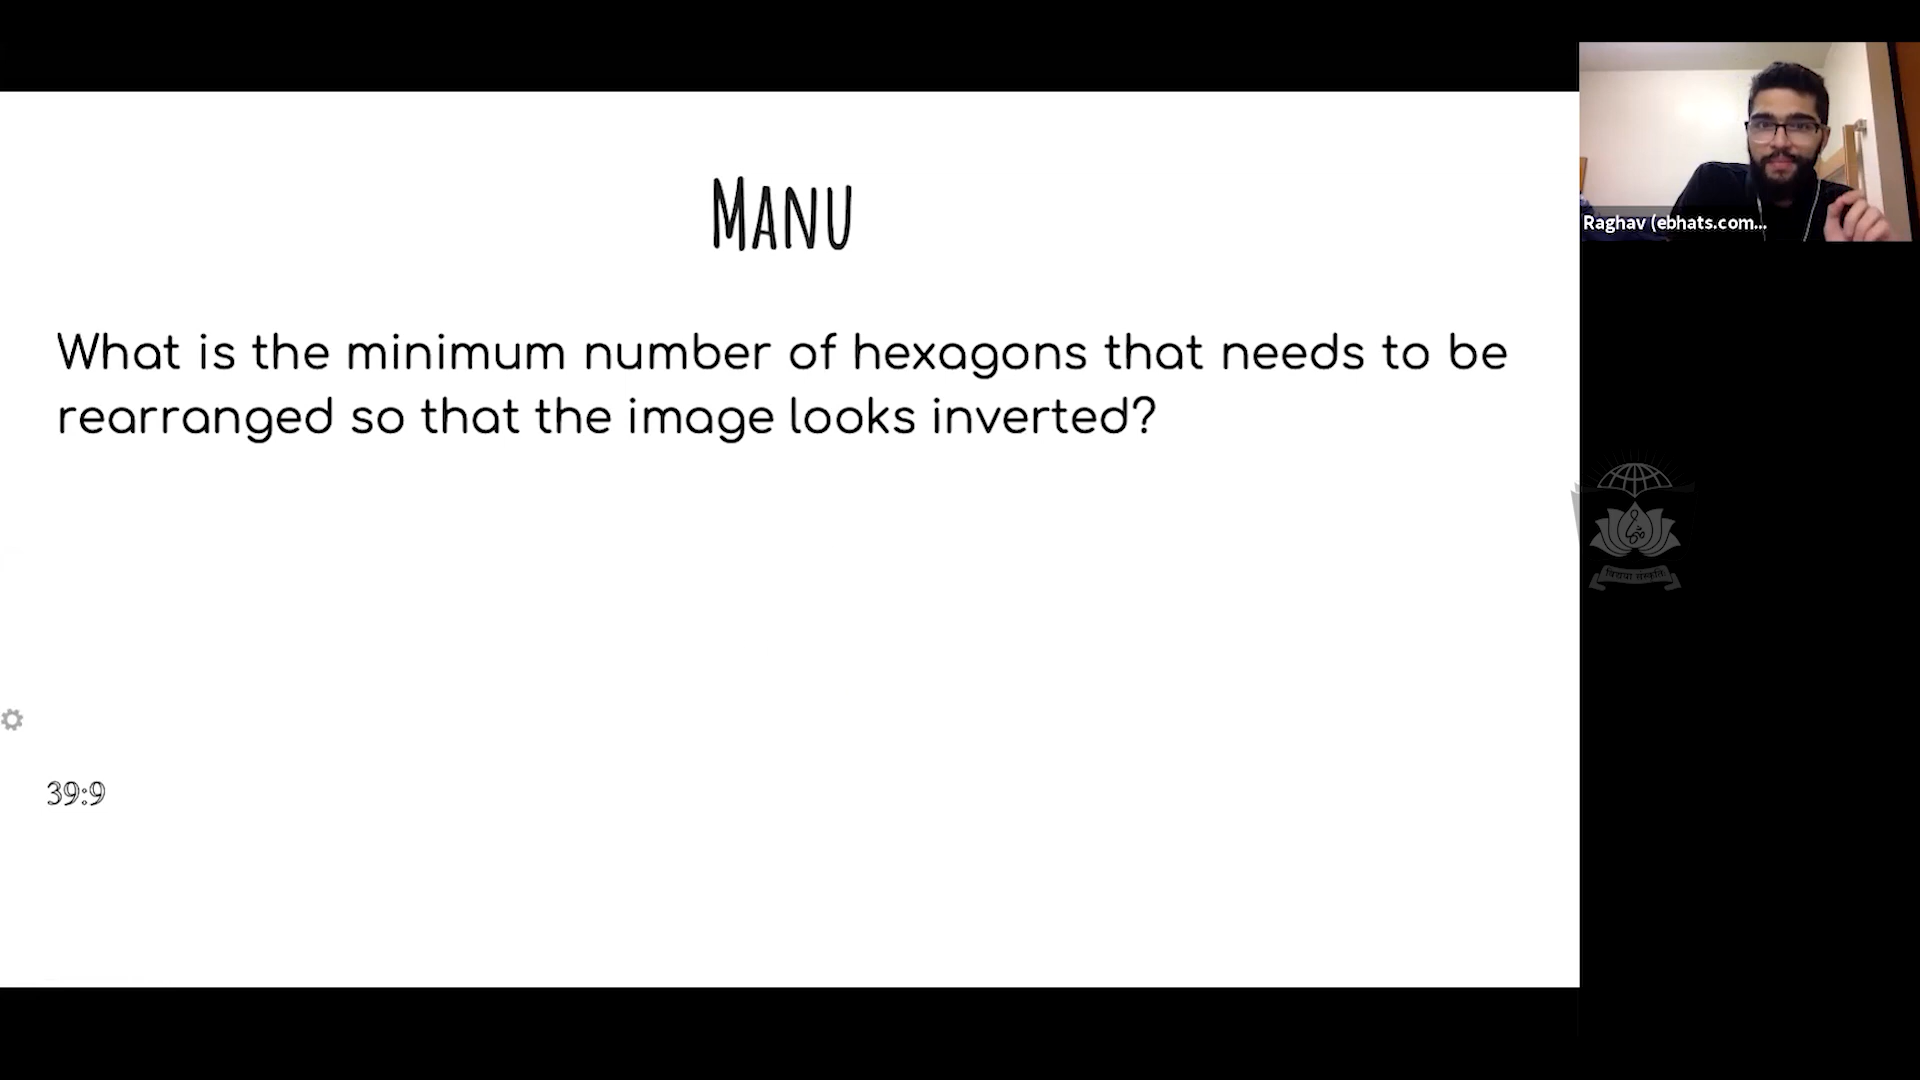 Manu
What is the minimum number of hexagons that needs to be
rearranged so that the image looks inverted?
39:9
Raghav (ebhats.com...
विद्यया संस्कृतिः